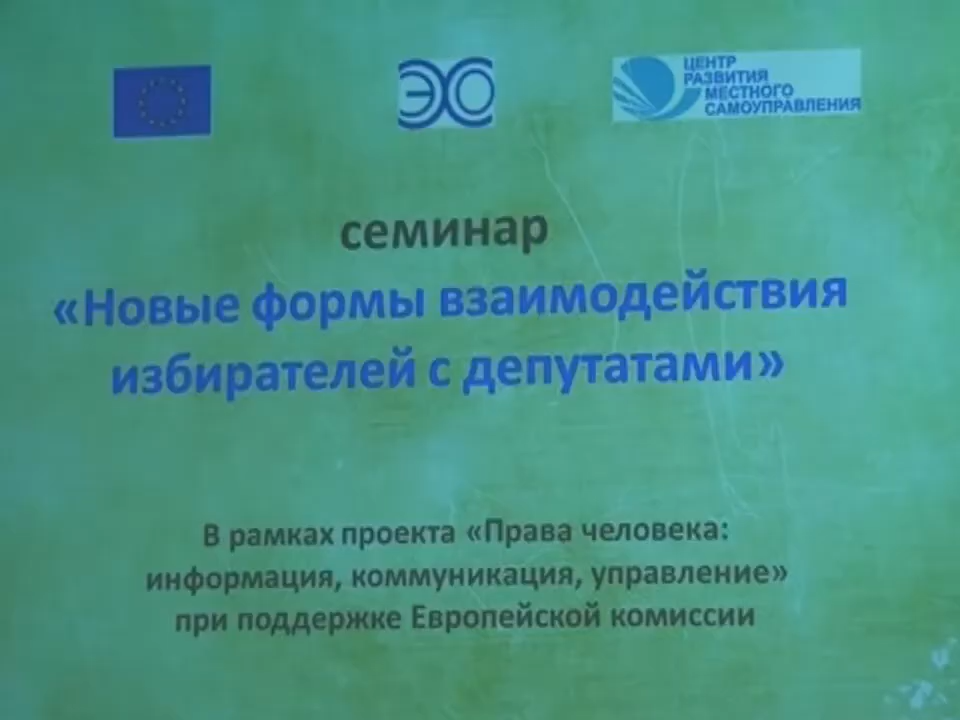 ЭХО
ЦЕНТР
РАЗВИТИЯ
МЕСТНОГО
САМОУПРАВЛЕНИЯ
семинар
«Новые формы взаимодействия
избирателей с депутатами»
В рамках проекта «Права человека:
информация, коммуникация, управление»
при поддержке Европейской комиссии